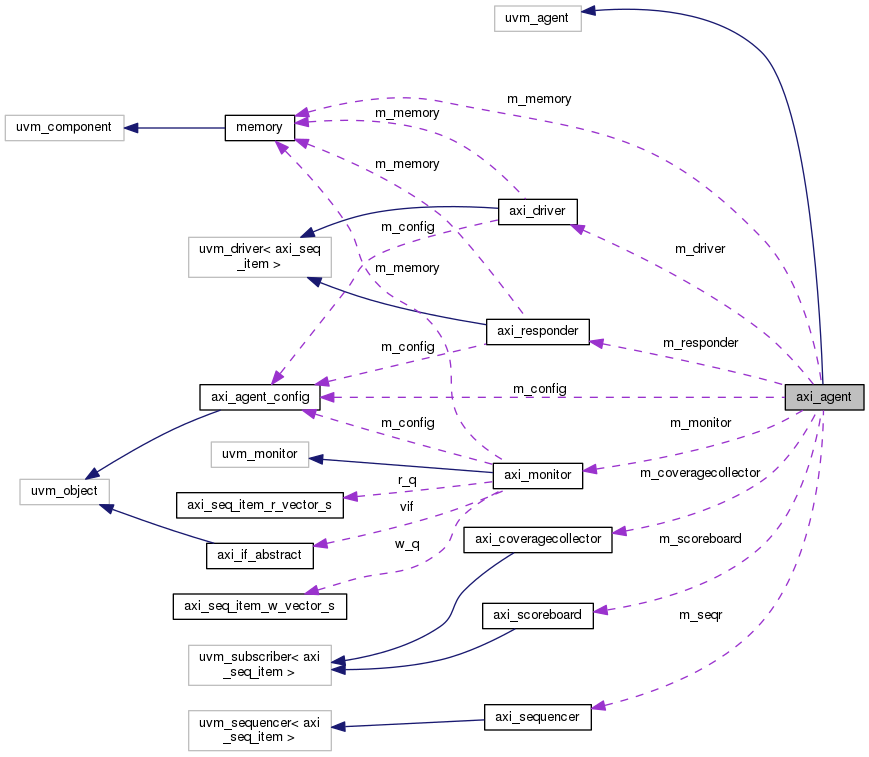 uvm_agent
m_memory
m_memory
uvm_component
memory
m_memory
axi_driver
m_config
uvm_driver< axi_seq
_item >
m_driver
m_memory
axi_responder
m_responder
m_config
axi_agent_config
m_config
axi_agent
m_config
m_monitor
uvm_monitor
axi_monitor
m_coveragecollector
r_q
uvm_object
axi_seq_item_r_vector_s
vif
axi_coveragecollector
m_scoreboard
w_q
axi_if_abstract
axi_seq_item_w_vector_s
axi_scoreboard
m_seqr
uvm_subscriber< axi
_seq_item >
axi_sequencer
uvm_sequencer< axi
_seq_item >